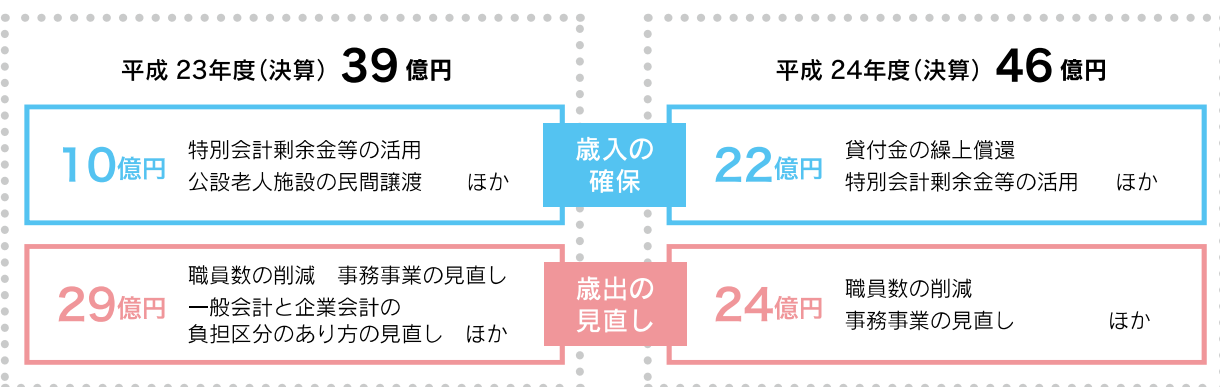 平成 23年度（決算） 39 億円
10億円
特別会計剰余金等の活用
公設老人施設の民間譲渡　　ほか
29億円
職員数の削減　事務事業の見直し
一般会計と企業会計の
負担区分のあり方の見直し　ほか
歳入の
確保
歳出の
見直し
平成 24年度（決算） 46 億円
22億円
貸付金の繰上償還
特別会計剰余金等の活用　　ほか
24億円
職員数の削減
事務事業の見直し　　　　ほか